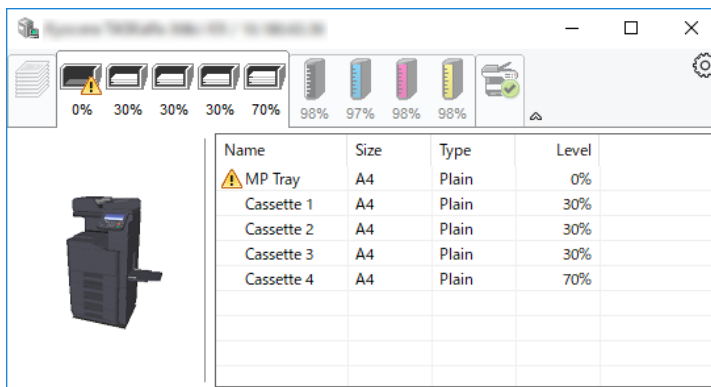 0% 30% 30% 30% 70% 98% 97% 98% 98%
Name Size Type Level
MP Tray A4 Plain 0%
Cassette 1 A4 Plain 30%
Cassette 2 A4 Plain 30%
Cassette 3 A4 Plain 30%
Cassette 4 A4 Plain 70%